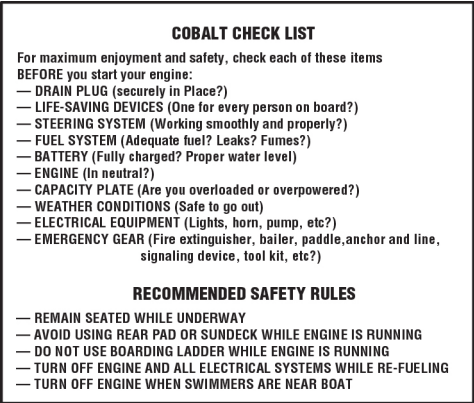 COBALT CHECK LIST
For maximum enjoyment and safety, check each of these items
BEFORE you start your engine:
— DRAIN PLUG (securely in Place?)
— LIFE-SAVING DEVICES (One for every person on board?)
— STEERING SYSTEM (Working smoothly and properly?)
— FUEL SYSTEM (Adequate fuel? Leaks? Fumes?)
— BATTERY (Fully charged? Proper water level)
— ENGINE (In neutral?)
— CAPACITY PLATE (Are you overloaded or overpowered?)
— WEATHER CONDITIONS (Safe to go out)
— ELECTRICAL EQUIPMENT (Lights, horn, pump, etc?)
— EMERGENCY GEAR (Fire extinguisher, bailer, paddle,anchor and line,
signaling device, tool kit, etc?)
RECOMMENDED SAFETY RULES
— REMAIN SEATED WHILE UNDERWAY
— AVOID USING REAR PAD OR SUNDECK WHILE ENGINE IS RUNNING
— DO NOT USE BOARDING LADDER WHILE ENGINE IS RUNNING
— TURN OFF ENGINE AND ALL ELECTRICAL SYSTEMS WHILE RE-FUELING
— TURN OFF ENGINE WHEN SWIMMERS ARE NEAR BOAT